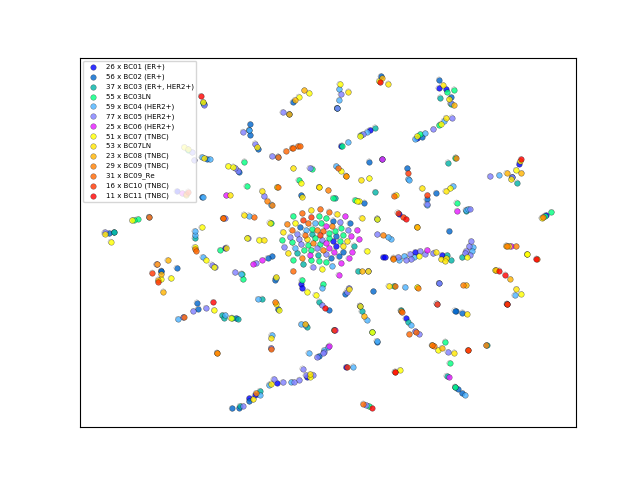 26 x BC01 (ER+)
56 x BC02 (ER+)
37 x BC03 (ER+, HER2+)
55 x BC03LN
59 x BC04 (HER2+)
77 x BC05 (HER2+)
25 x BC06 (HER2+)
51 x BC07 (TNBC)
53 x BC07LN
23 x BC08 (TNBC)
29 x BC09 (TNBC)
31 x BC09_Re
16 x BC10 (TNBC)
11 x BC11 (TNBC)